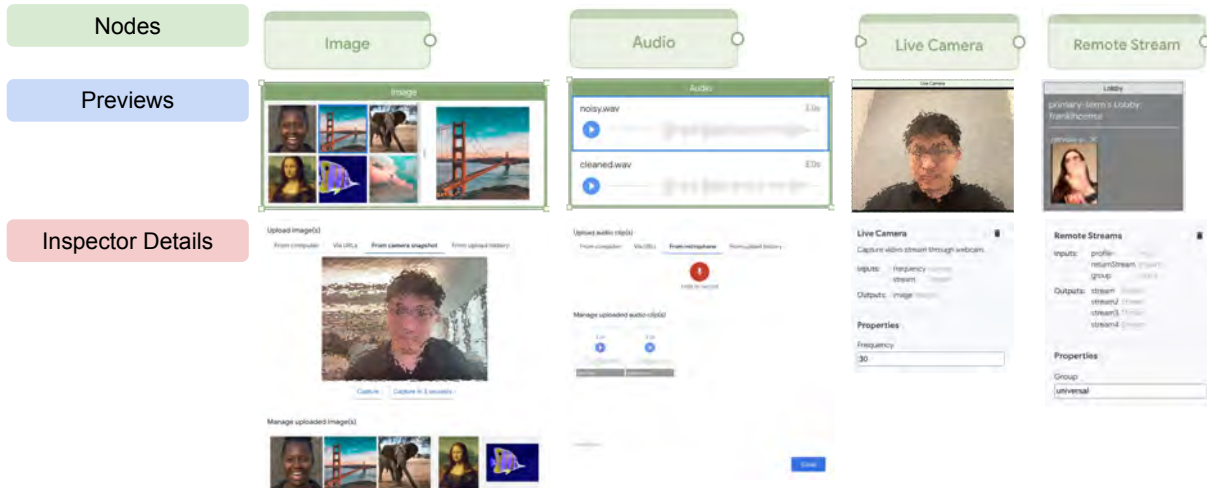 Nodes
Image
Audio
Live Camera
Remote Stream
Previews
Image
Audio
noisy.wav
cleaned.wav
Live Camera
Lobby
primary-term's Lobby:
frankincense
Inspector Details
Upload image(s)
From computer Via URLs From camera snapshot From upload history
Capture Capture in 3 seconds
Manage uploaded image(s)
Upload audio clip(s)
From computer Via URLs From microphone From upload history
Manage uploaded audio clip(s)
Close
Live Camera
Capture video stream through webcam.
Inputs: frequency
stream
Outputs: image
Properties
Frequency
30
Remote Streams
Inputs: profile
returnStream
group
Outputs: stream
stream2
stream3
stream4
Properties
Group
universal